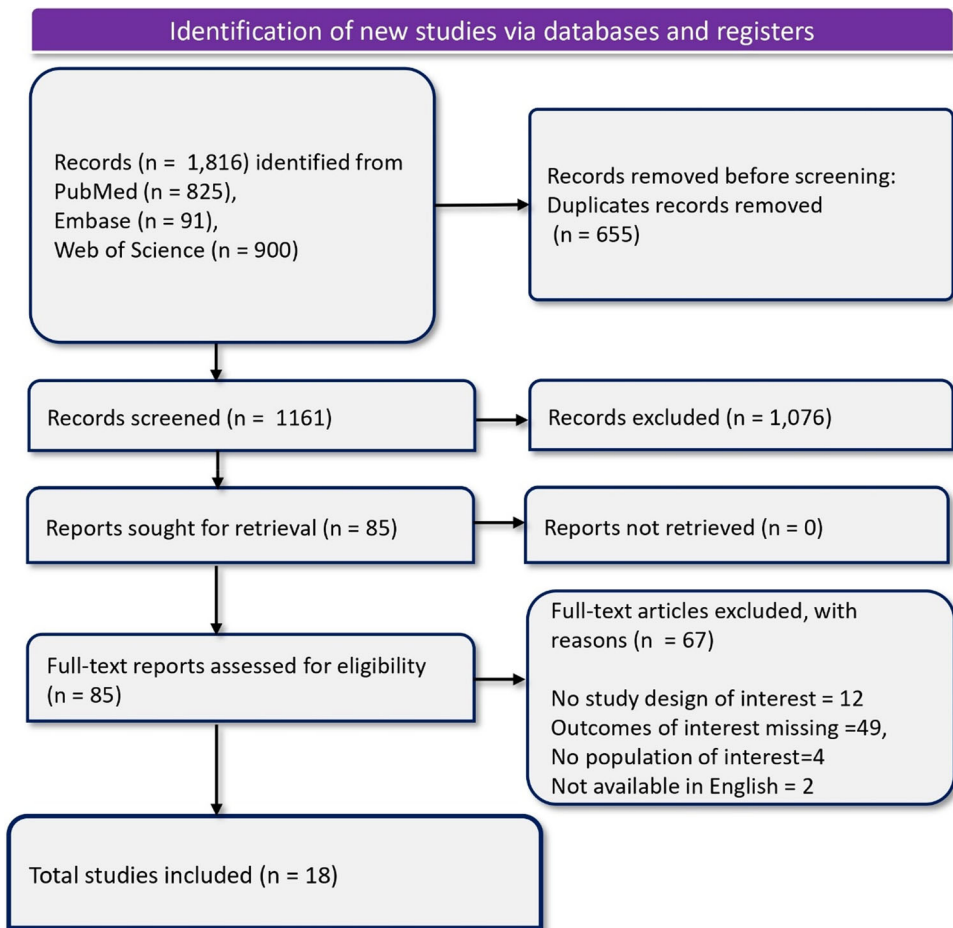 Identification of new studies via databases and registers
Records (n =  1,816) identified from
PubMed (n = 825),
Embase (n = 91),
Web of Science (n = 900)
Records removed before screening:
Duplicates records removed
(n = 655)
Records screened (n =  1161)
Records excluded (n = 1,076)
Reports sought for retrieval (n = 85)
Reports not retrieved (n = 0)
Full-text reports assessed for eligibility
(n = 85)
Full-text articles excluded, with
reasons (n  = 67)
No study design of interest = 12
Outcomes of interest missing =49,
No population of interest=4
Not available in English = 2
Total studies included (n = 18)